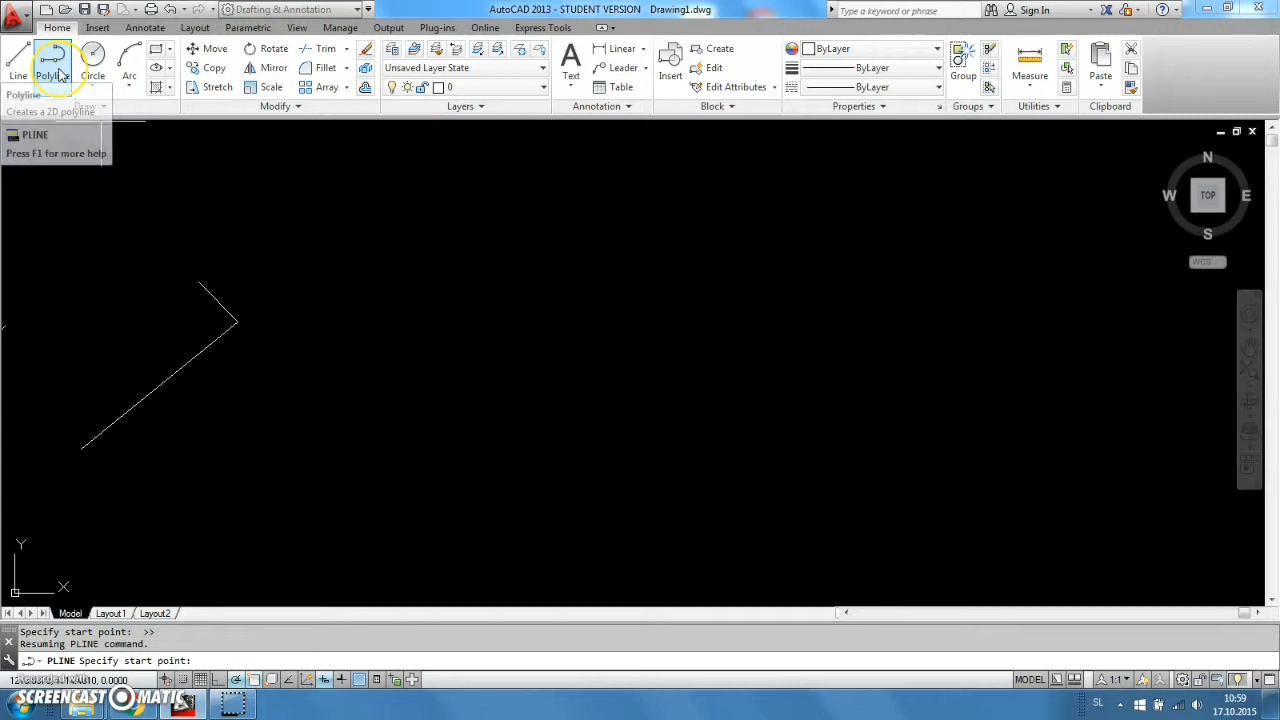 Drafting & Annotation
AutoCAD 2013 - STUDENT VERSION Drawing1.dwg
Type a keyword or phrase
Sign In
Home Insert Annotate Layout Parametric View Manage Output Plug-ins Online Express Tools
Line Circle Arc
Move Rotate Trim
Copy Mirror Fillet
Stretch Scale Array
Modify
Unsaved Layer State
0
Layers
Text
Linear
Leader
Table
Annotation
Insert
Create
Edit
Edit Attributes
Block
ByLayer
ByLayer
ByLayer
Properties
Group
Groups
Measure
Utilities
Paste
Clipboard
Polyline
Draw
Creates a 2D polyline
PLINE
Press F1 for more help
N
W TOP E
S
WCS
Y
X
Model Layout1 Layout2
Specify start point: >>
Resuming PLINE command.
PLINE Specify start point:
MODEL 1:1
SCREENCAST MATIC
SL
10:59
17.10.2015